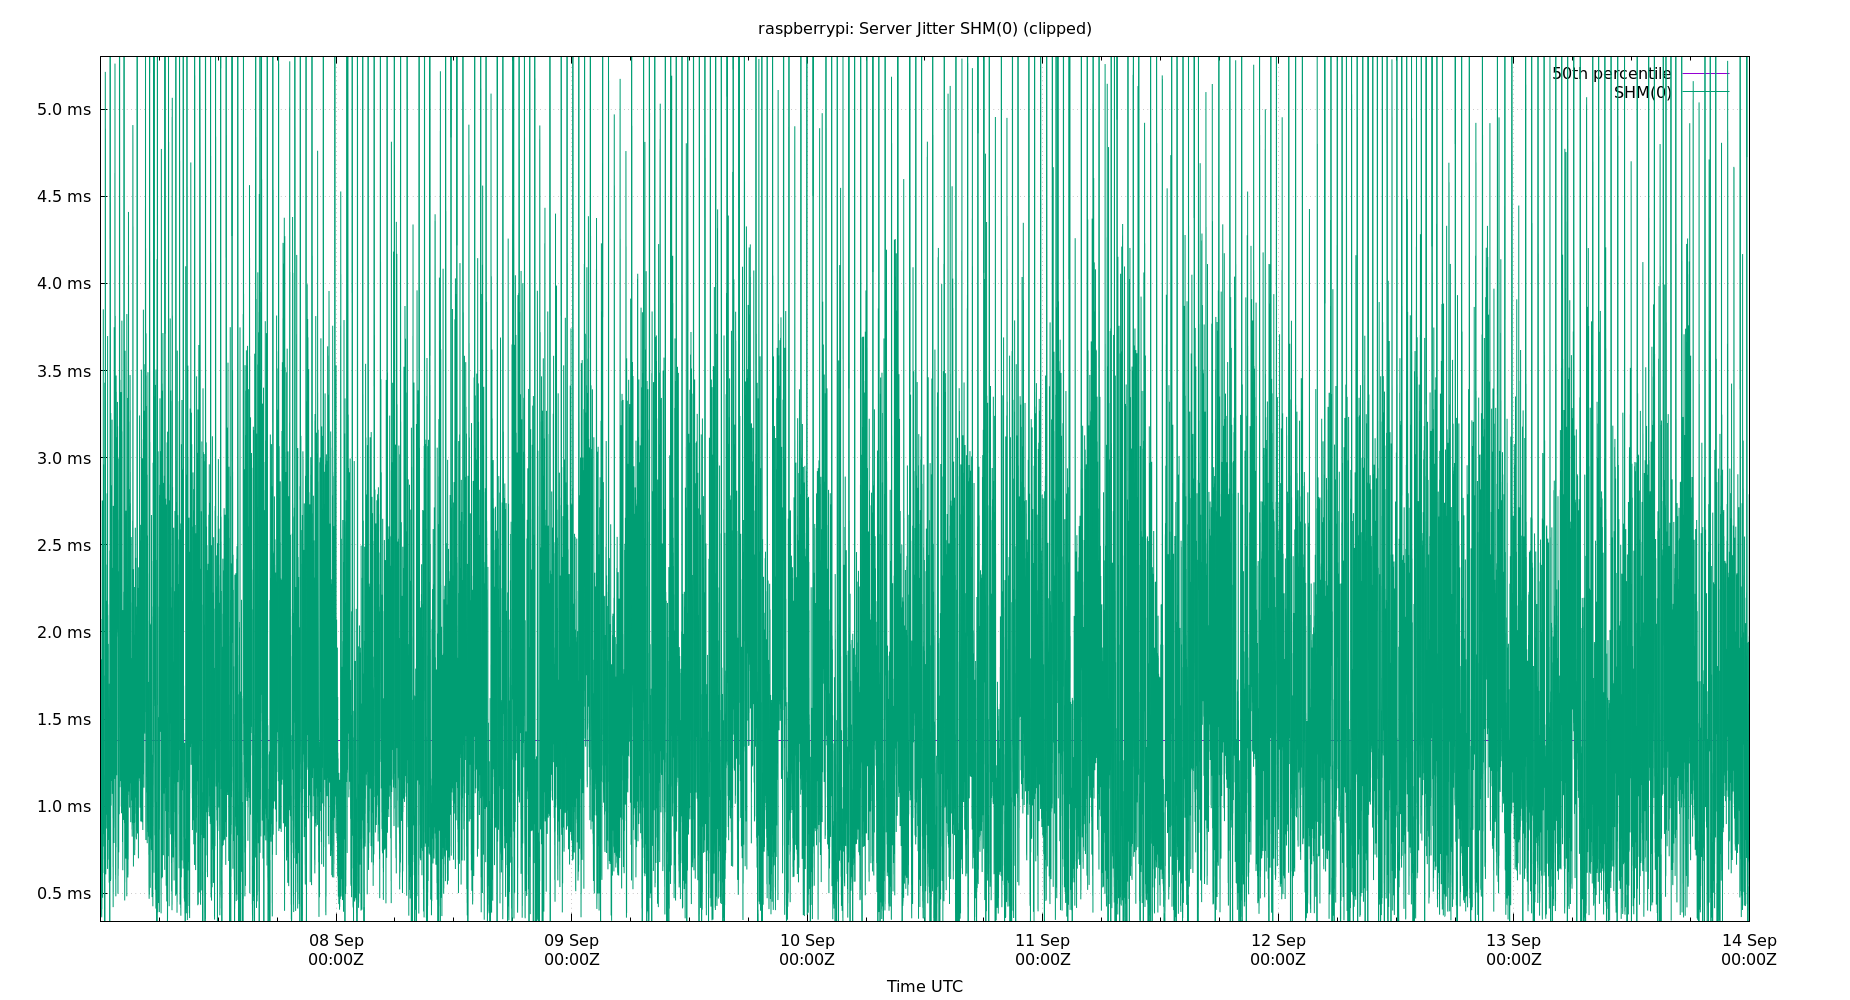 raspberrypi: Server Jitter SHM(0) (clipped)
50th percentile
SHM(0)
5.0 ms
4.5 ms
4.0 ms
3.5 ms
3.0 ms
2.5 ms
2.0 ms
1.5 ms
1.0 ms
0.5 ms
08 Sep 09 Sep 10 Sep 11 Sep 12 Sep 13 Sep 14 Sep
00:00Z 00:00Z 00:00Z 00:00Z 00:00Z 00:00Z 00:00Z
Time UTC